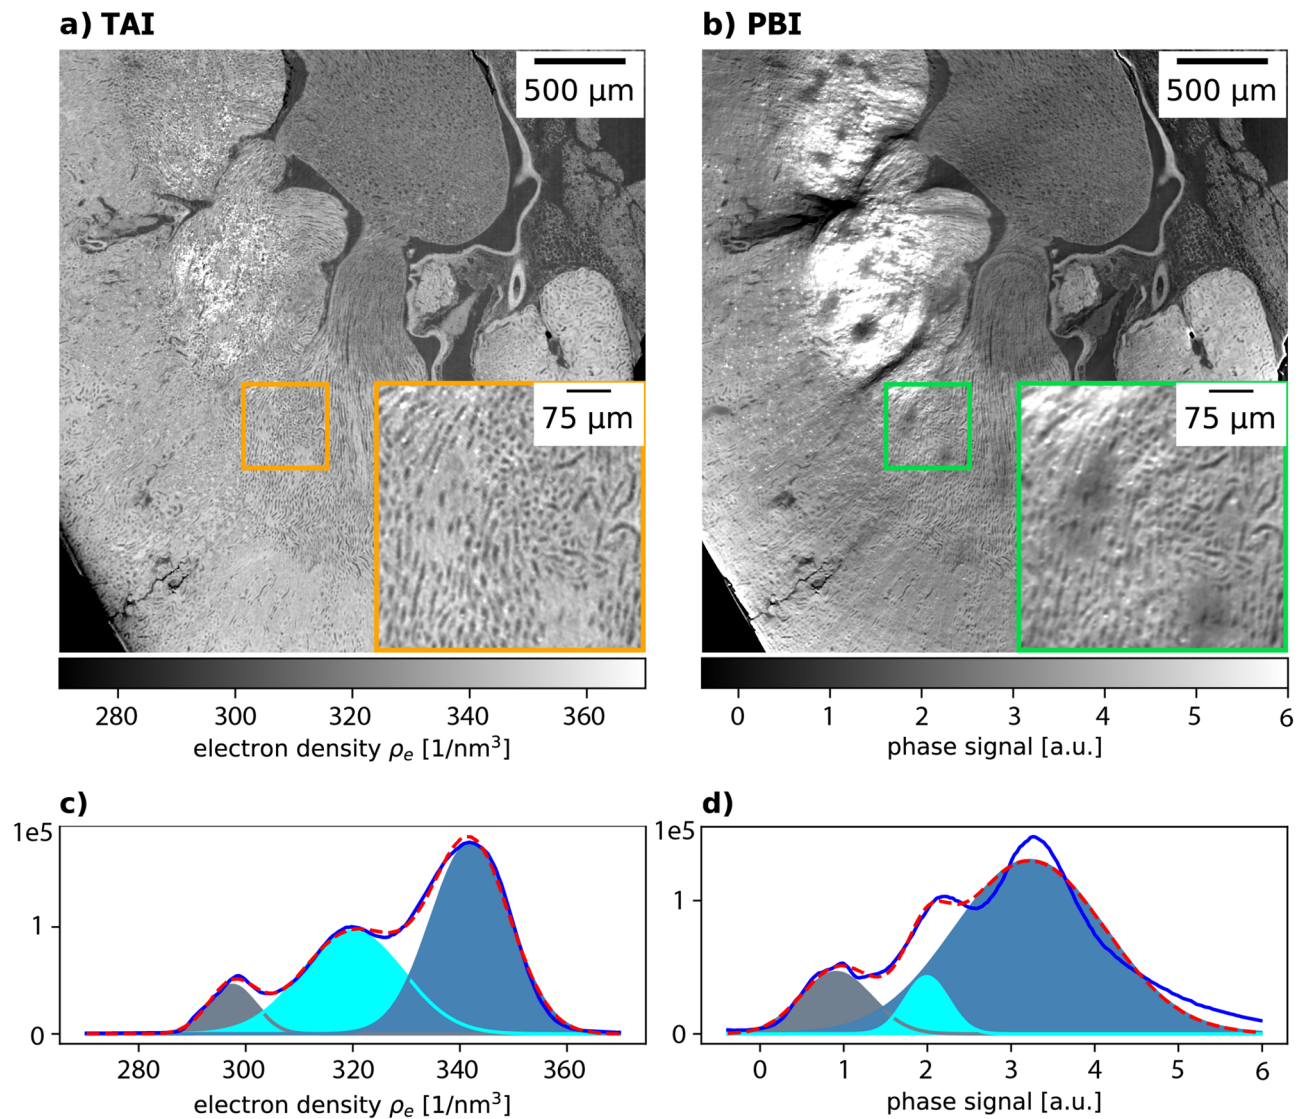 a) TAI
b) PBI
500 μm
500 μm
75 μm
75 μm
280 300 320 340 360
electron density ρe [1/nm³]
0 1 2 3 4 5 6
phase signal [a.u.]
c)
d)
1e5
1
0
280 300 320 340 360
electron density ρe [1/nm³]
1e5
1
0
0 1 2 3 4 5 6
phase signal [a.u.]